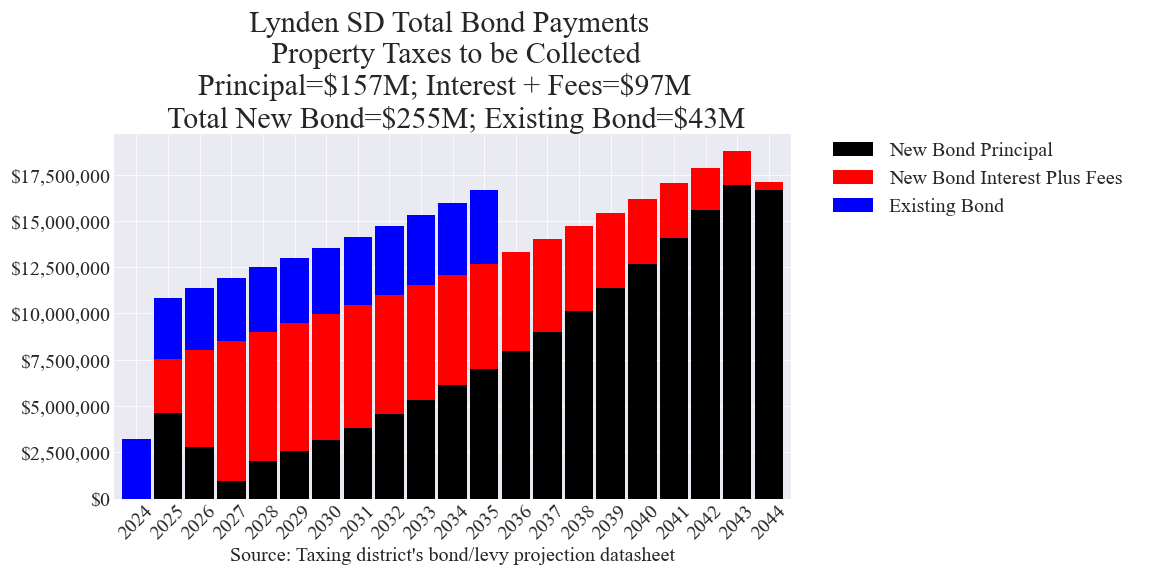 Lynden SD Total Bond Payments
Property Taxes to be Collected
Principal=$157M; Interest + Fees=$97M
Total New Bond=$255M; Existing Bond=$43M
New Bond Principal
New Bond Interest Plus Fees
Existing Bond
$17,500,000
$15,000,000
$12,500,000
$10,000,000
$7,500,000
$5,000,000
$2,500,000
$0
2024 2025 2026 2027 2028 2029 2030 2031 2032 2033 2034 2035 2036 2037 2038 2039 2040 2041 2042 2043 2044
Source: Taxing district's bond/levy projection datasheet